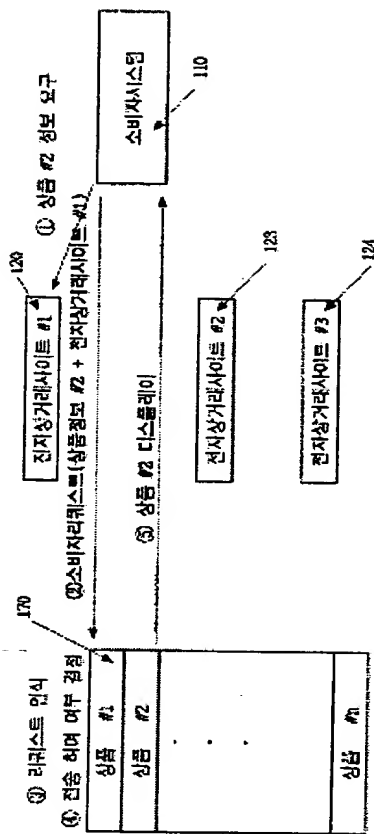 ③ 리퀘스트 인식
④ 전송 허여 여부 결정
170
상품 #1
상품 #2
상품 #n
120
전자상거래사이트 #1
① 상품 #2 정보 요구
②소비자리퀘스트(상품정보 #2 + 전자상거래사이트 #1)
⑤ 상품 #2 디스플레이
소비자시스템
110
전자상거래사이트 #2
123
전자상거래사이트 #3
124